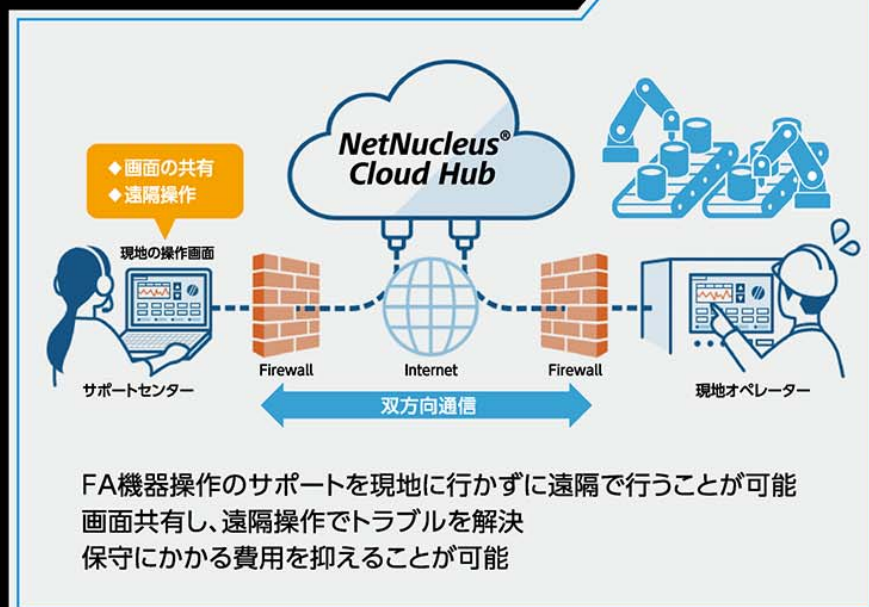 NetNucleus®
Cloud Hub
◆画面の共有
◆遠隔操作
現地の操作画面
Firewall
Internet
Firewall
サポートセンター
現地オペレーター
双方向通信
FA機器操作のサポートを現地に行かずに遠隔で行うことが可能
画面共有し、遠隔操作でトラブルを解決
保守にかかる費用を抑えることが可能